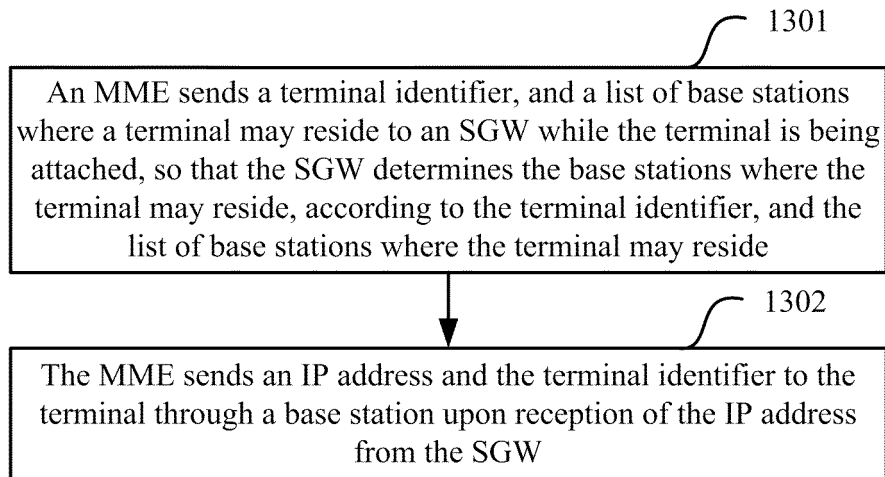 1301
An MME sends a terminal identifier, and a list of base stations
where a terminal may reside to an SGW while the terminal is being
attached, so that the SGW determines the base stations where the
terminal may reside, according to the terminal identifier, and the
list of base stations where the terminal may reside
1302
The MME sends an IP address and the terminal identifier to the
terminal through a base station upon reception of the IP address
from the SGW